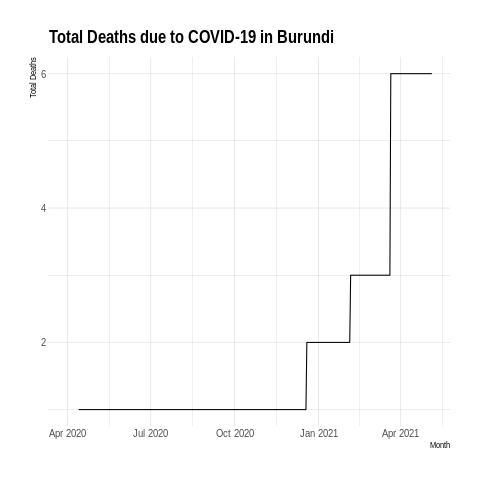 Total Deaths due to COVID-19 in Burundi
Total Deaths
6
4
2
Apr 2020 Jul 2020 Oct 2020 Jan 2021 Apr 2021
Month